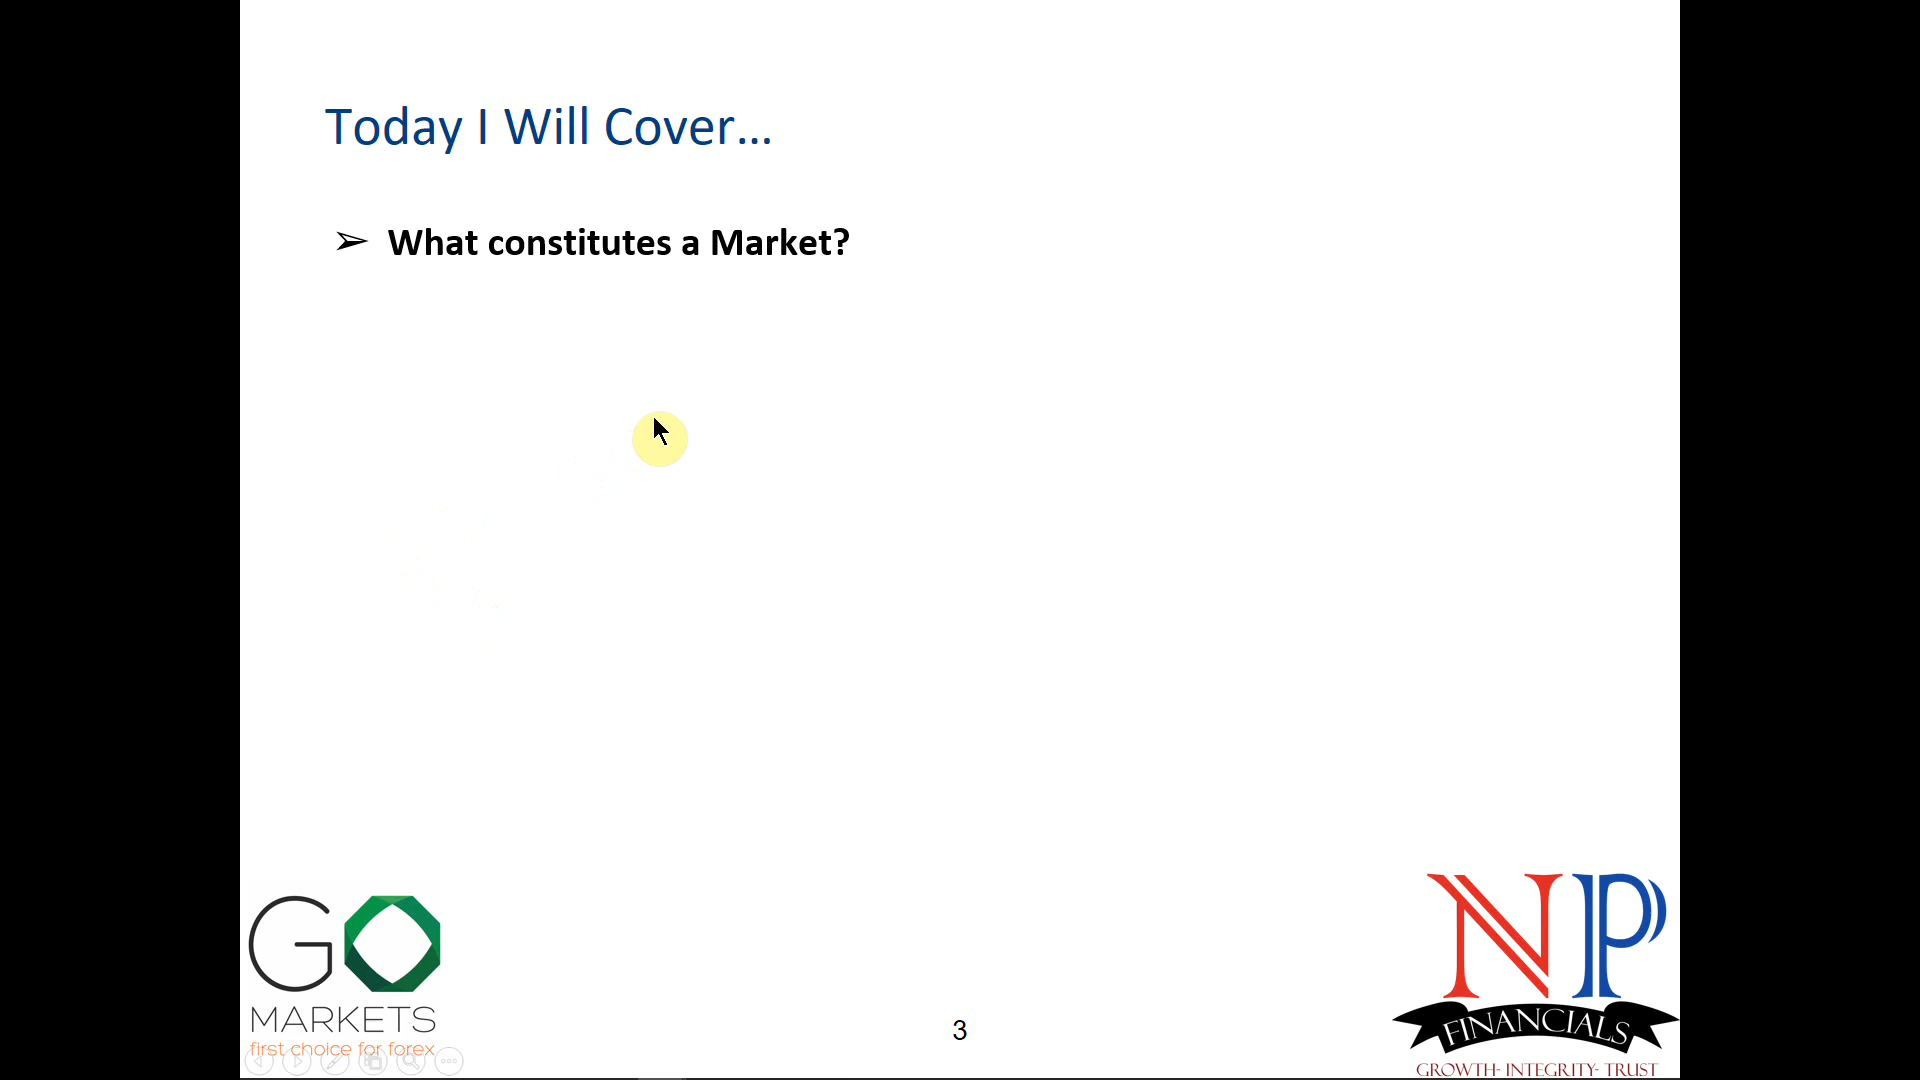 Today I Will Cover...
➢ What constitutes a Market?
GO
MARKETS
first choice for forex
3
NP
FINANCIALS
GROWTH- INTEGRITY- TRUST